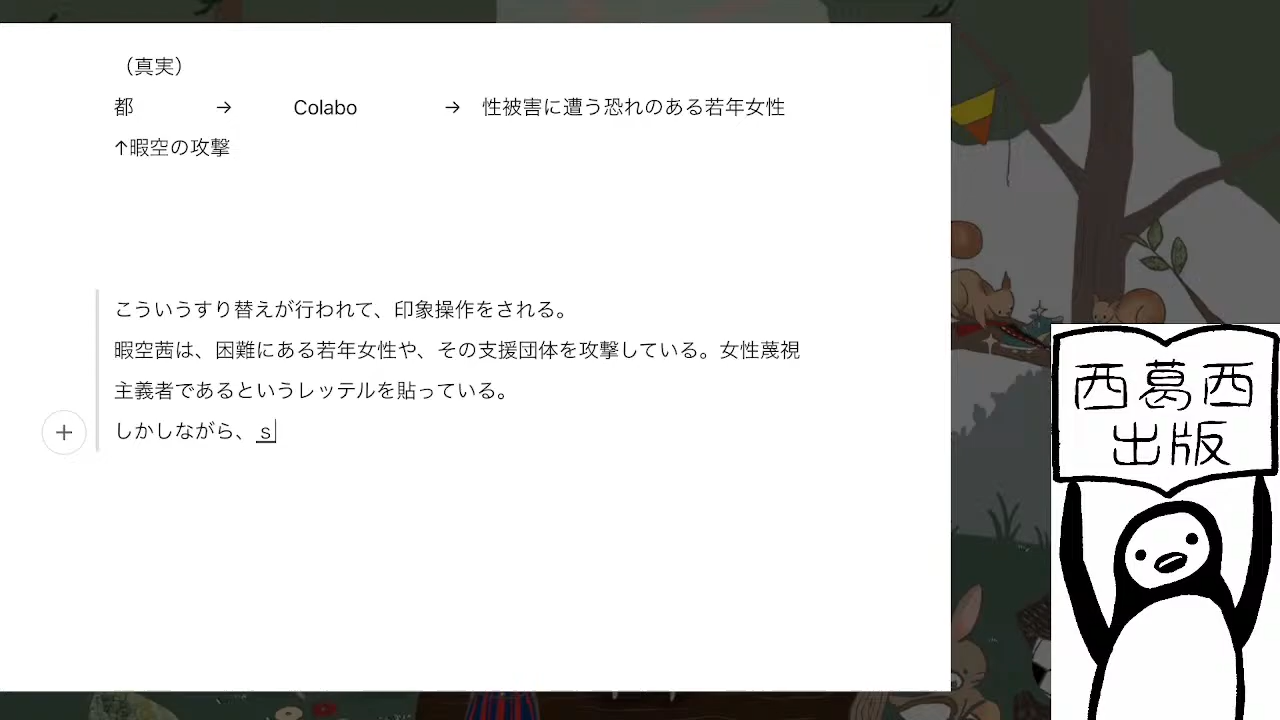 （真実）
都 → Colabo → 性被害に遭う恐れのある若年女性
↑暇空の攻撃
こういうすり替えが行われて、印象操作をされる。
暇空茜は、困難にある若年女性や、その支援団体を攻撃している。女性蔑視
主義者であるというレッテルを貼っている。
しかしながら、s
西葛西
出版